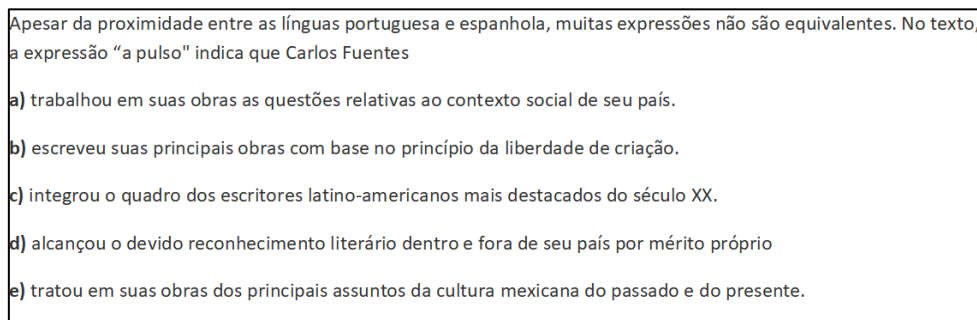 Apesar da proximidade entre as línguas portuguesa e espanhola, muitas expressões não são equivalentes. No texto,
a expressão “a pulso" indica que Carlos Fuentes
a) trabalhou em suas obras as questões relativas ao contexto social de seu país.
b) escreveu suas principais obras com base no princípio da liberdade de criação.
c) integrou o quadro dos escritores latino-americanos mais destacados do século XX.
d) alcançou o devido reconhecimento literário dentro e fora de seu país por mérito próprio
e) tratou em suas obras dos principais assuntos da cultura mexicana do passado e do presente.